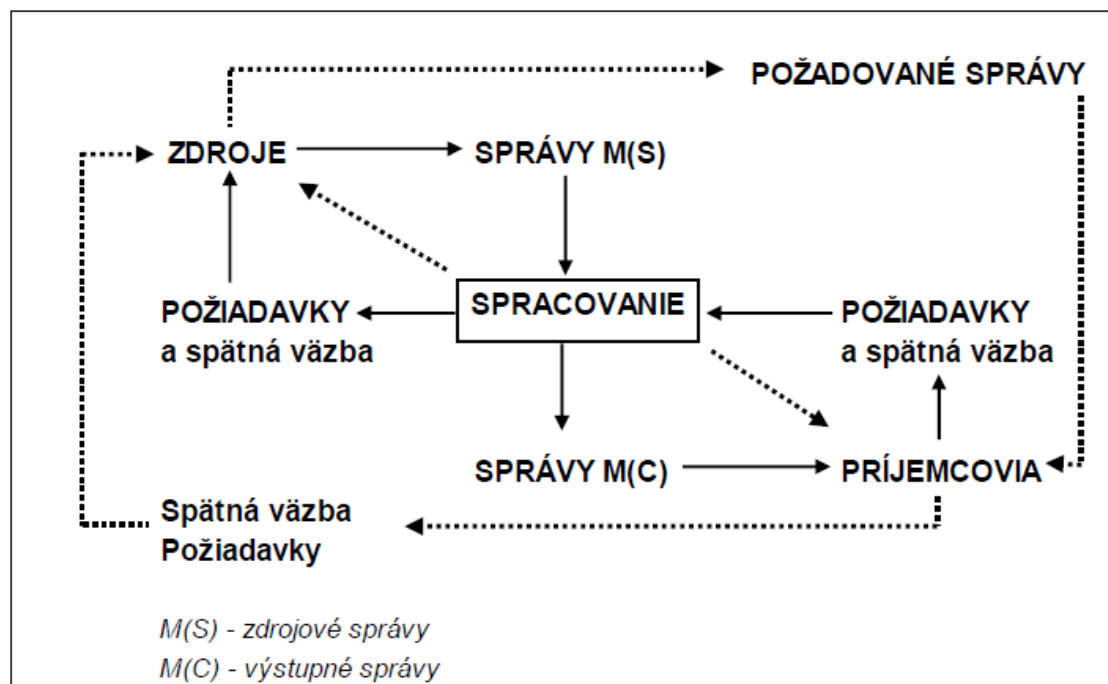 POŽADOVANÉ SPRÁVY
ZDROJE
SPRÁVY M(S)
SPRACOVANIE
POŽIADAVKY
a spätná väzba
POŽIADAVKY
a spätná väzba
SPRÁVY M(C)
PRÍJEMCOVIA
Spätná väzba
Požiadavky
M(S) - zdrojové správy
M(C) - výstupné správy